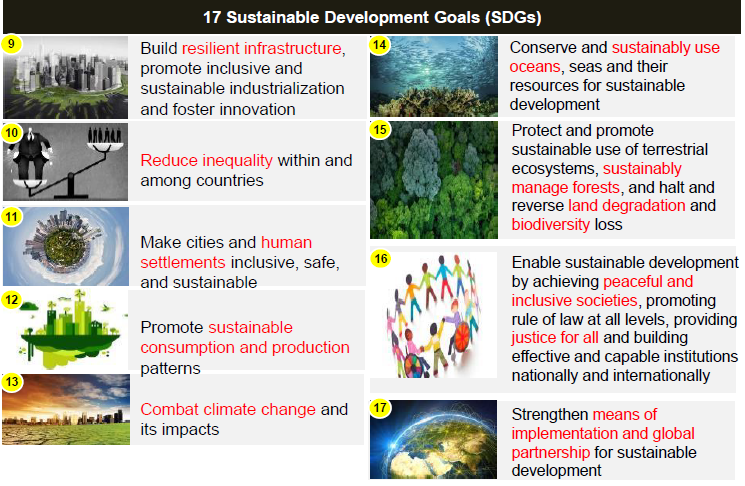 17 Sustainable Development Goals (SDGs)
9
Build resilient infrastructure,
promote inclusive and
sustainable industrialization
and foster innovation
10
Reduce inequality within and
among countries
11
Make cities and human
settlements inclusive, safe,
and sustainable
12
Promote sustainable
consumption and production
patterns
13
Combat climate change and
its impacts
14
Conserve and sustainably use
oceans, seas and their
resources for sustainable
development
15
Protect and promote
sustainable use of terrestrial
ecosystems, sustainably
manage forests, and halt and
reverse land degradation and
biodiversity loss
16
Enable sustainable development
by achieving peaceful and
inclusive societies, promoting
rule of law at all levels, providing
justice for all and building
effective and capable institutions
nationally and internationally
17
Strengthen means of
implementation and global
partnership for sustainable
development